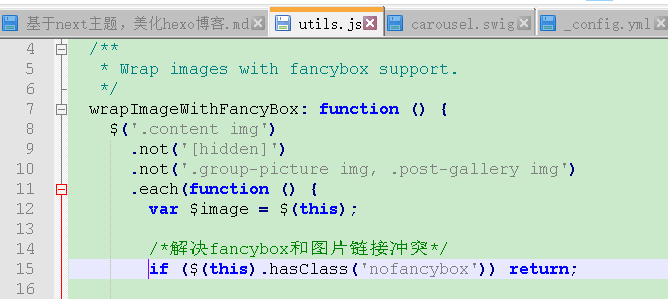 基于next主题，美化hexo博客.md utils.js carousel.swig _config.yml
4 /**
5 * Wrap images with fancybox support.
6 */
7 wrapImageWithFancyBox: function () {
8 $('.content img')
9 .not('[hidden]')
10 .not('.group-picture img, .post-gallery img')
11 .each(function () {
12 var $image = $(this);
13
14 /*解决fancybox和图片链接冲突*/
15 if ($(this).hasClass('nofancybox')) return;
16